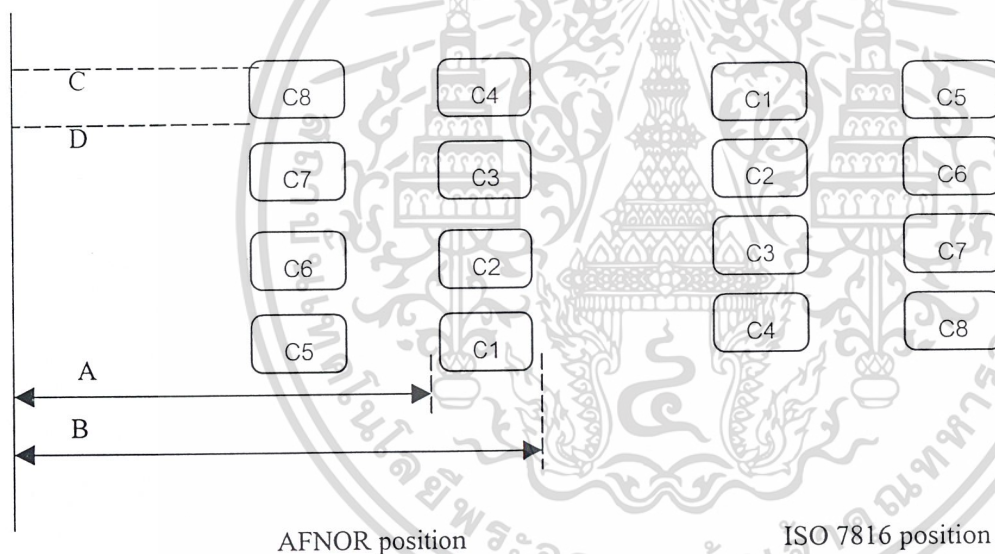 C
D
C8 C4 C1 C5
C7 C3 C2 C6
C6 C2 C3 C7
C5 C1 C4 C8
A
B
AFNOR position ISO 7816 position